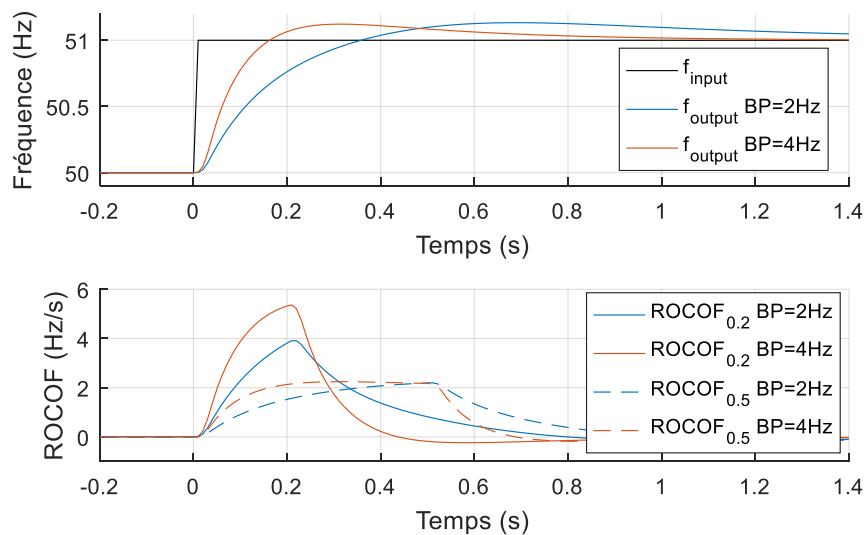 Fréquence (Hz)
51
50.5
50
f_input
f_output BP=2Hz
f_output BP=4Hz
-0.2 0 0.2 0.4 0.6 0.8 1 1.2 1.4
Temps (s)
ROCOF (Hz/s)
6
4
2
0
ROCOF_0.2 BP=2Hz
ROCOF_0.2 BP=4Hz
ROCOF_0.5 BP=2Hz
ROCOF_0.5 BP=4Hz
-0.2 0 0.2 0.4 0.6 0.8 1 1.2 1.4
Temps (s)